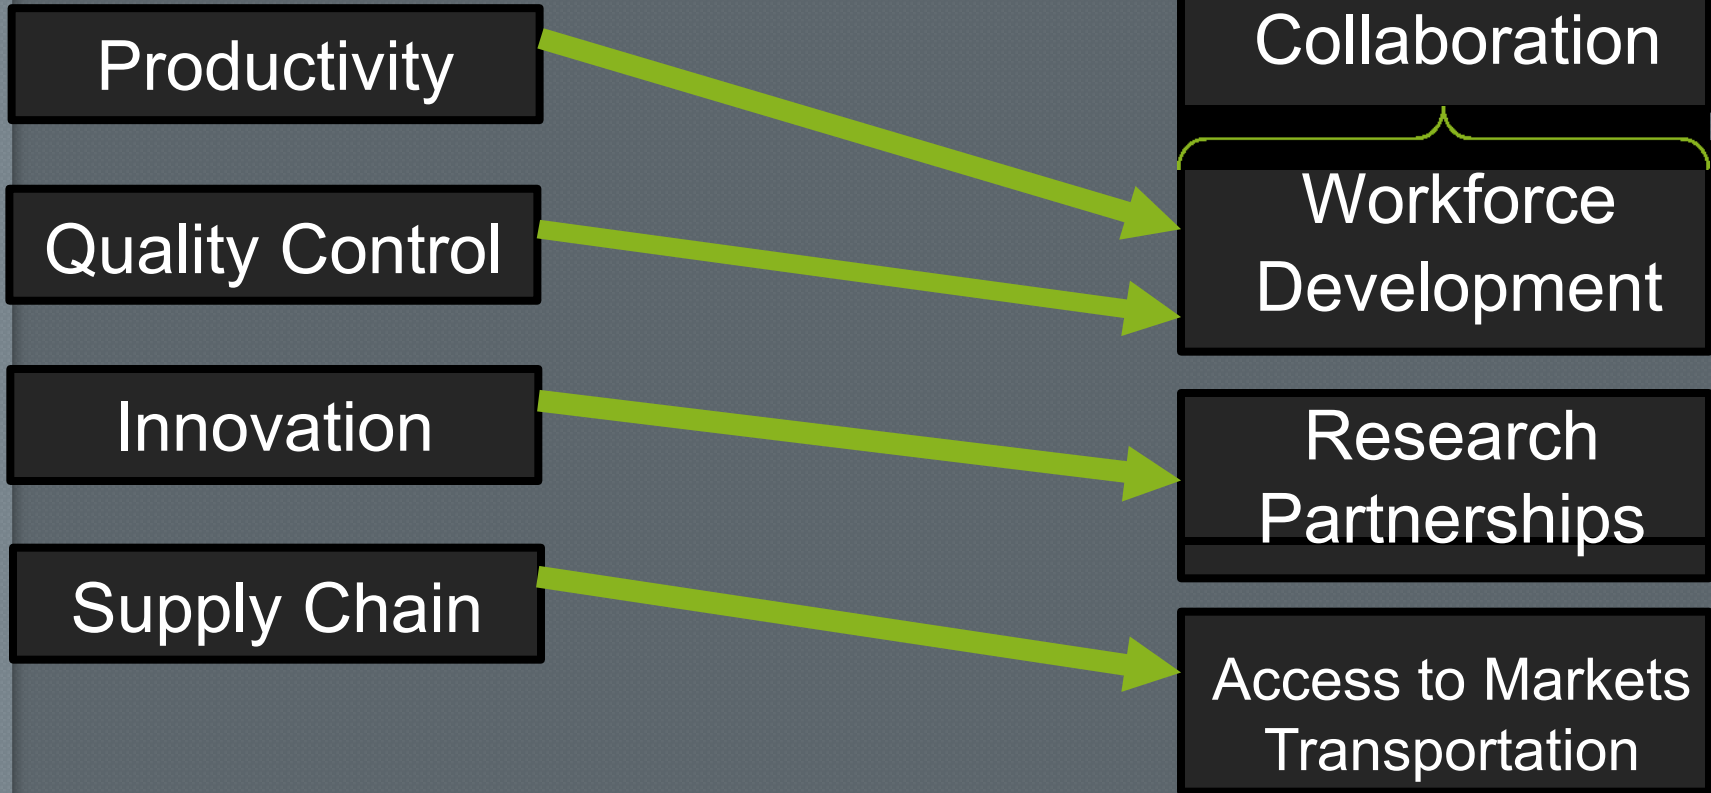 Productivity
Quality Control
Innovation
Supply Chain
Collaboration
Workforce
Development
Research
Partnerships
Access to Markets
Transportation